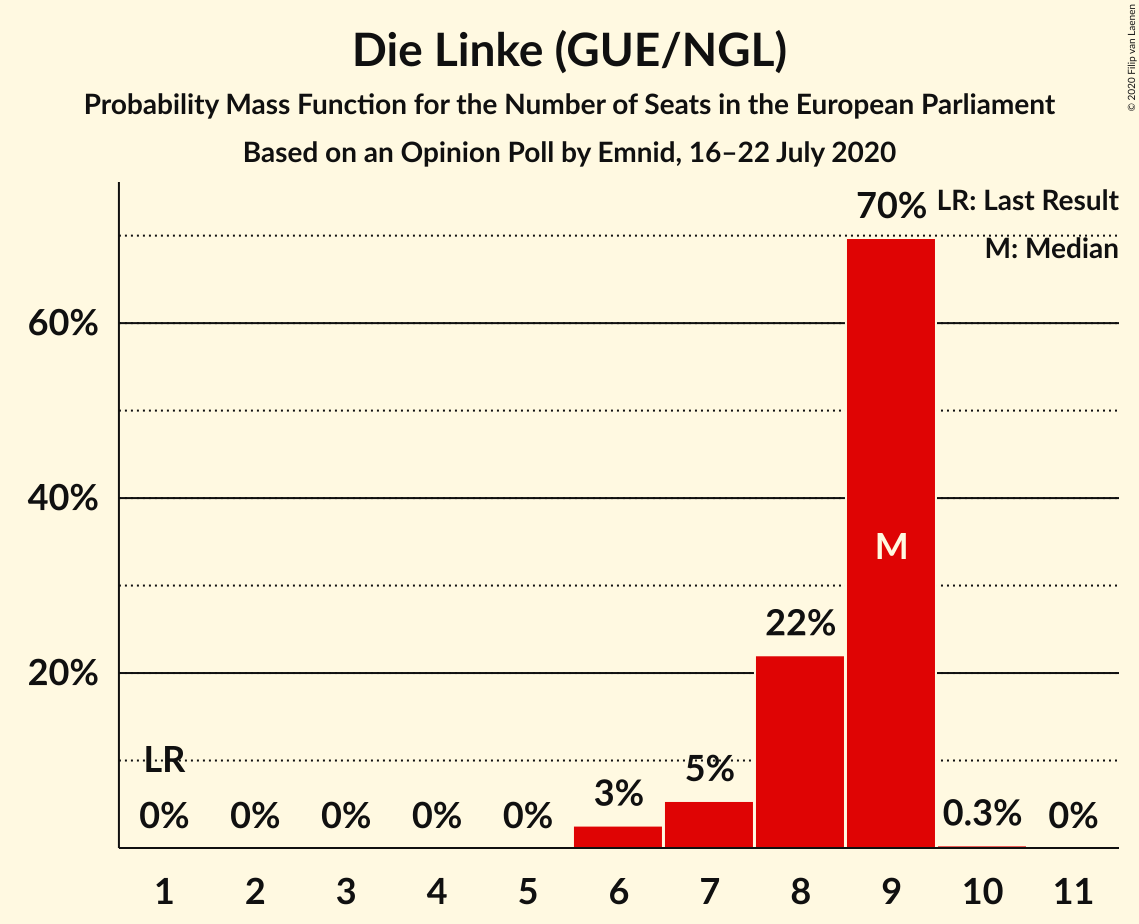 Die Linke (GUE/NGL)
Probability Mass Function for the Number of Seats in the European Parliament
Based on an Opinion Poll by Emnid, 16–22 July 2020
© 2020 Filip van Laenen
LR: Last Result
M: Median
70%
60%
40%
20%
M
22%
LR
5%
3%
0% 0% 0% 0% 0% 0.3% 0%
1 2 3 4 5 6 7 8 9 10 11